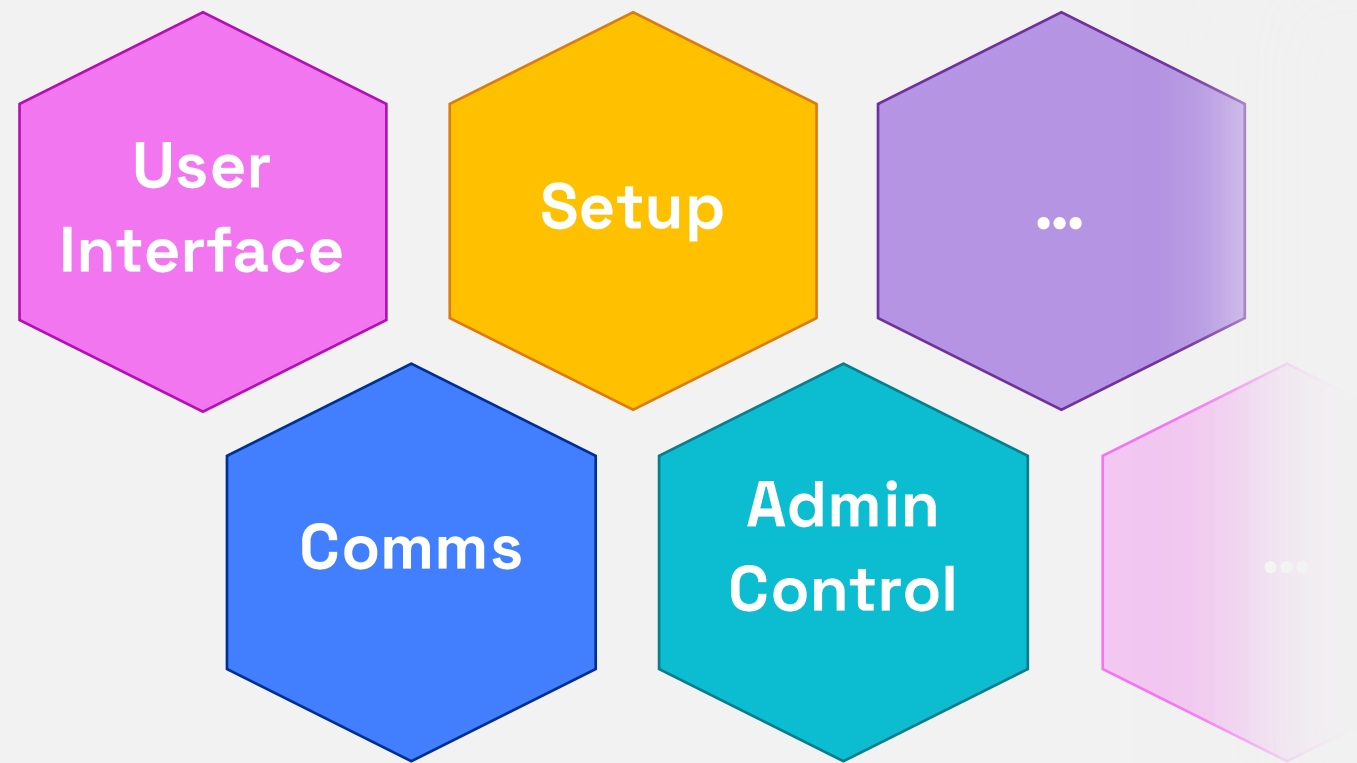 User
Interface
Setup
...
Comms
Admin
Control
...